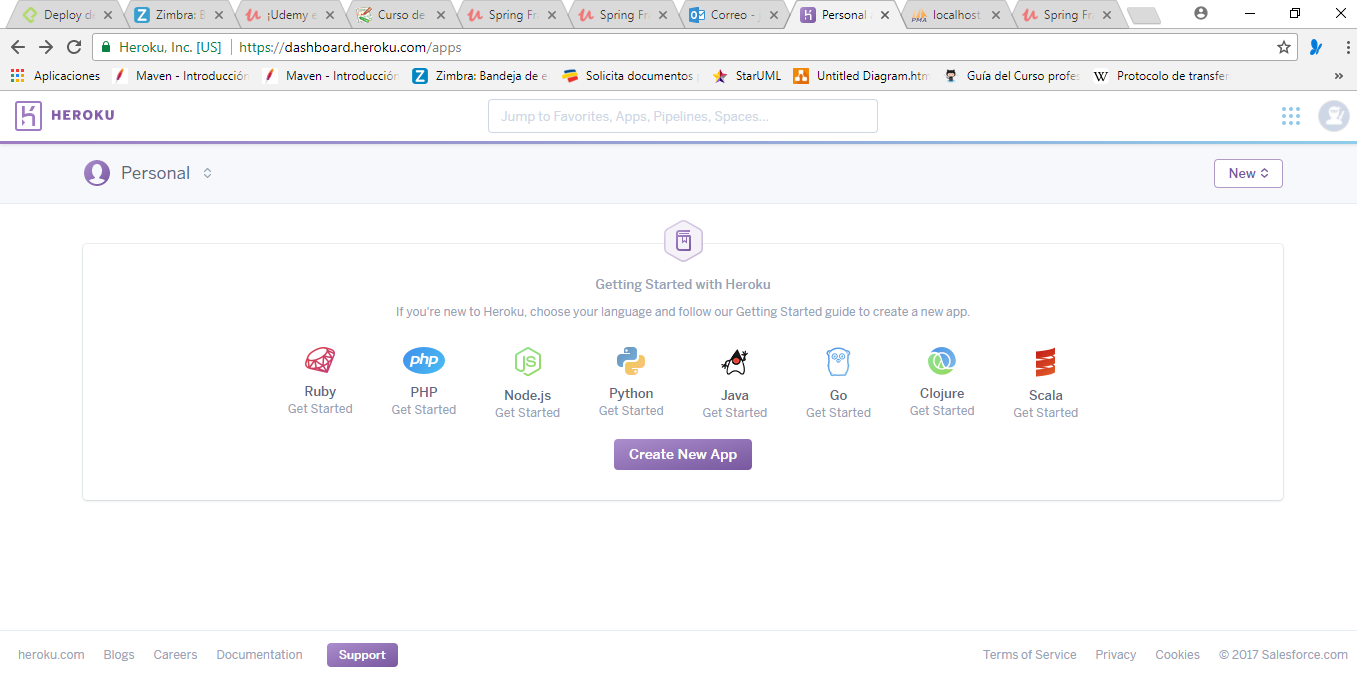 Deploy de
Zimbra: B
¡Udemy e
Curso de
Spring Fr
Spring Fr
Correo - J
Personal
localhost
Spring Fr
Heroku, Inc. [US] https://dashboard.heroku.com/apps
Aplicaciones
Maven - Introducción
Maven - Introducción
Zimbra: Bandeja de e
Solicita documentos
StarUML
Untitled Diagram.htm
Guía del Curso profes
Protocolo de transfer
»
HEROKU
Jump to Favorites, Apps, Pipelines, Spaces...
Personal
New
Getting Started with Heroku
If you're new to Heroku, choose your language and follow our Getting Started guide to create a new app.
php
JS
Ruby PHP Node.js Python Java Go Clojure Scala
Get Started Get Started Get Started Get Started Get Started Get Started Get Started Get Started
Create New App
heroku.com Blogs Careers Documentation Support Terms of Service Privacy Cookies © 2017 Salesforce.com